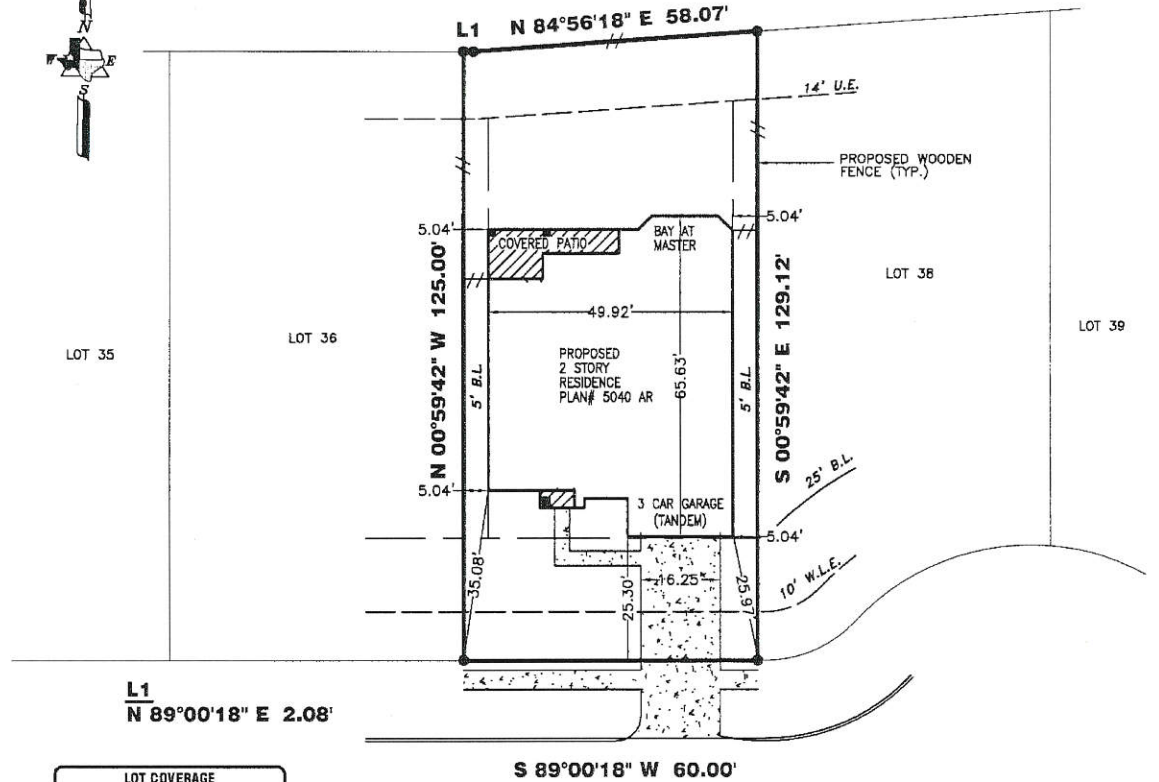 N
W E
S
L1 N 84°56'18" E 58.07'
14' U.E.
PROPOSED WOODEN
FENCE (TYP.)
5.04' 5.04'
COVERED PATIO
BAY AT
MASTER
N 00°59'42" W 125.00'
S 00°59'42" E 129.12'
LOT 38
49.92'
LOT 39
LOT 36
LOT 35
PROPOSED
2 STORY
RESIDENCE
PLAN# 5040 AR
65.63'
5' B.L.
5' B.L.
25' B.L.
5.04'
3 CAR GARAGE
(TANDEM)
5.04'
10' W.L.E.
35.08'
25.30'
16.25'
25.97'
L1
N 89°00'18" E 2.08'
S 89°00'18" W 60.00'
LOT COVERAGE